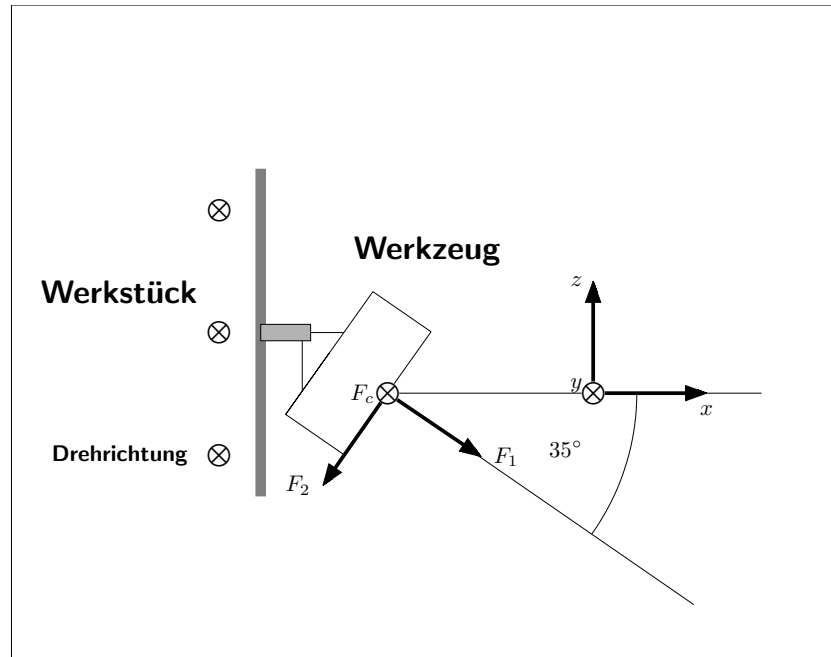 Werkzeug
z
Werkstück
F_c
y
x
35°
Drehrichtung
F_1
F_2